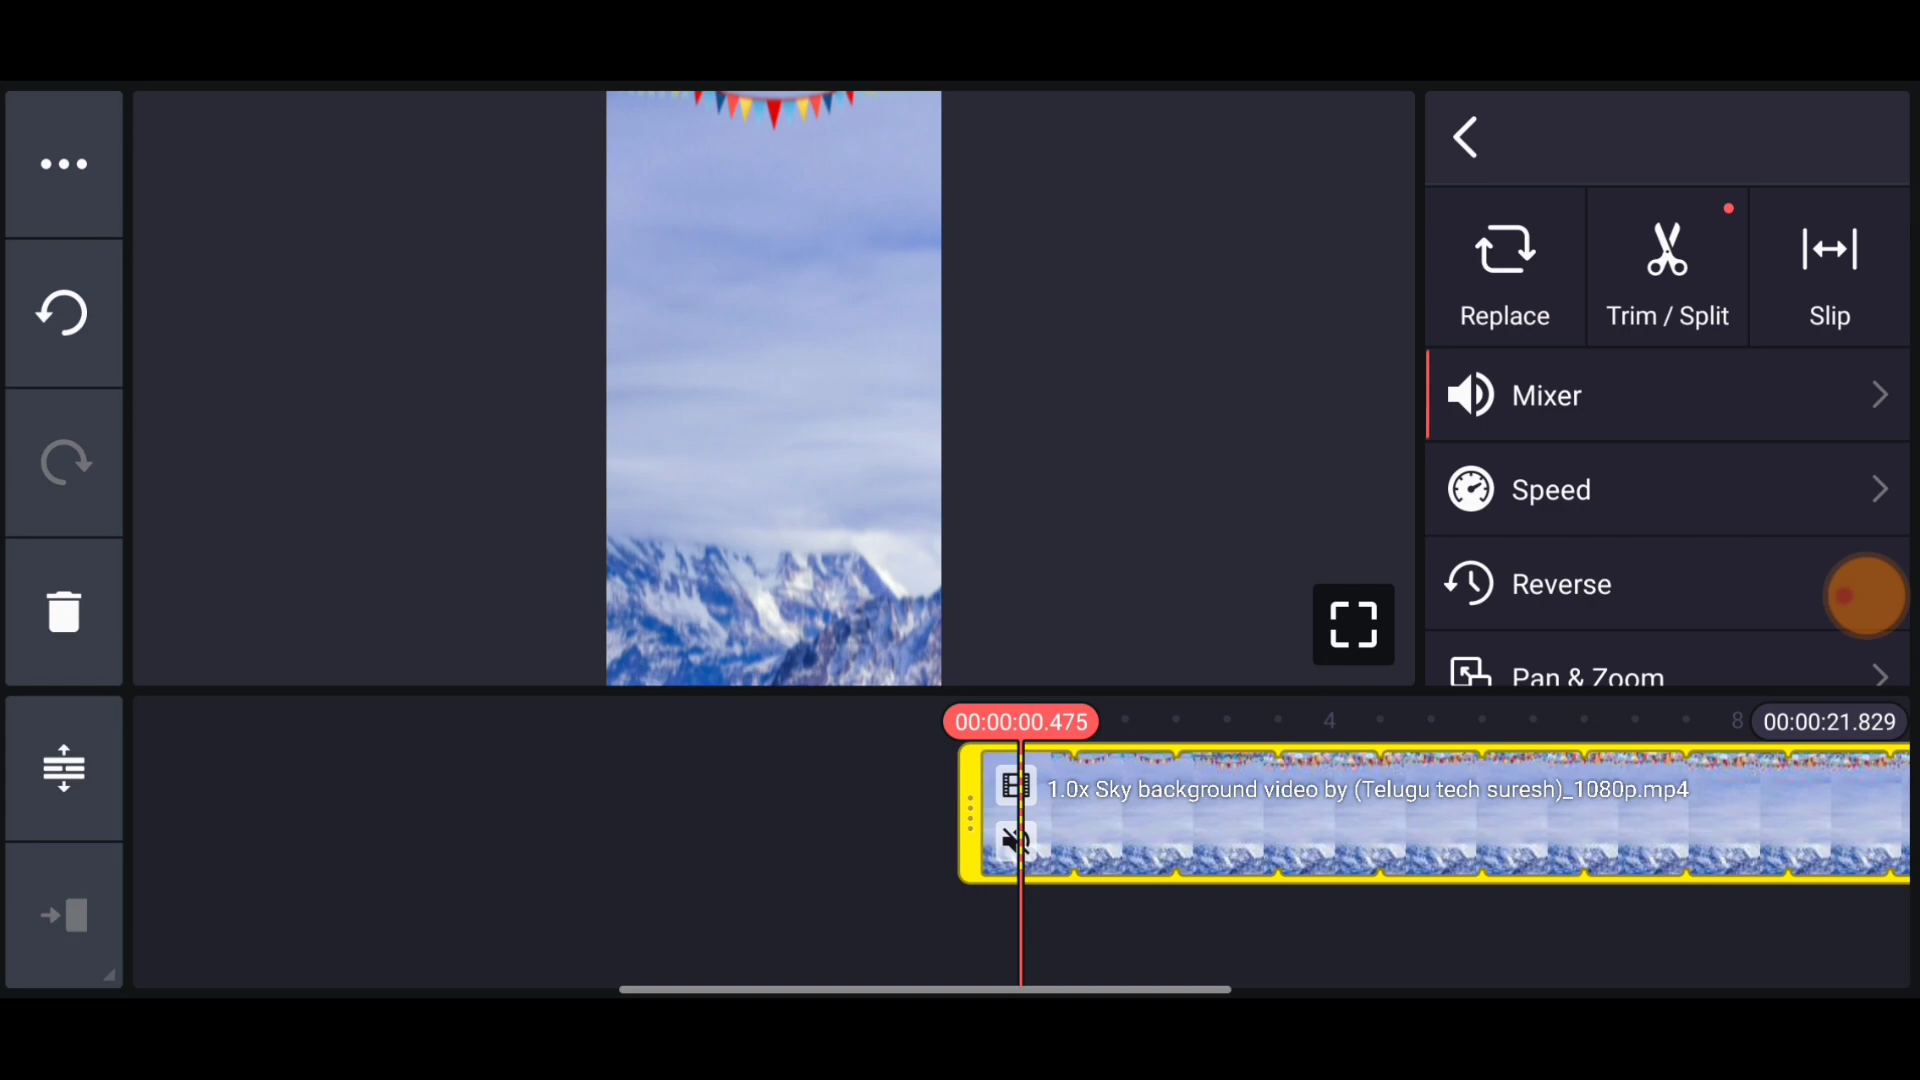 Replace
Trim / Split
Slip
Mixer
Speed
Reverse
Pan & Zoom
00:00:00.475
4
8
00:00:21.829
1.0x Sky background video by (Telugu tech suresh)_1080p.mp4